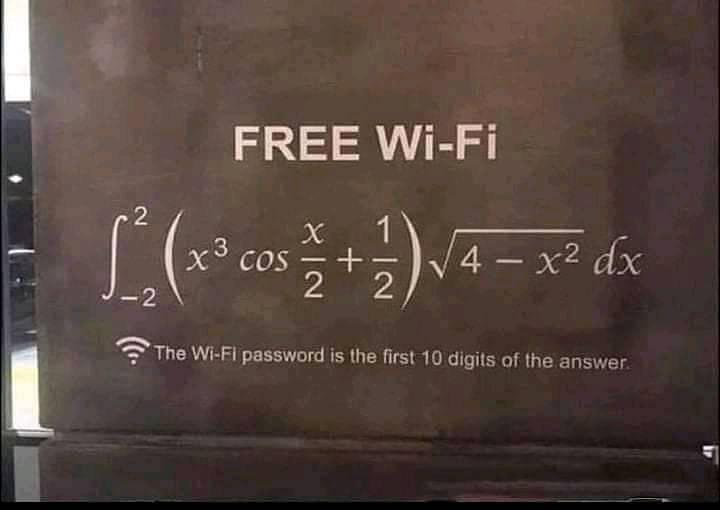 FREE Wi-Fi
∫₋₂² (x³ cos x/2 + 1/2) √(4 − x²) dx
The Wi-Fi password is the first 10 digits of the answer.